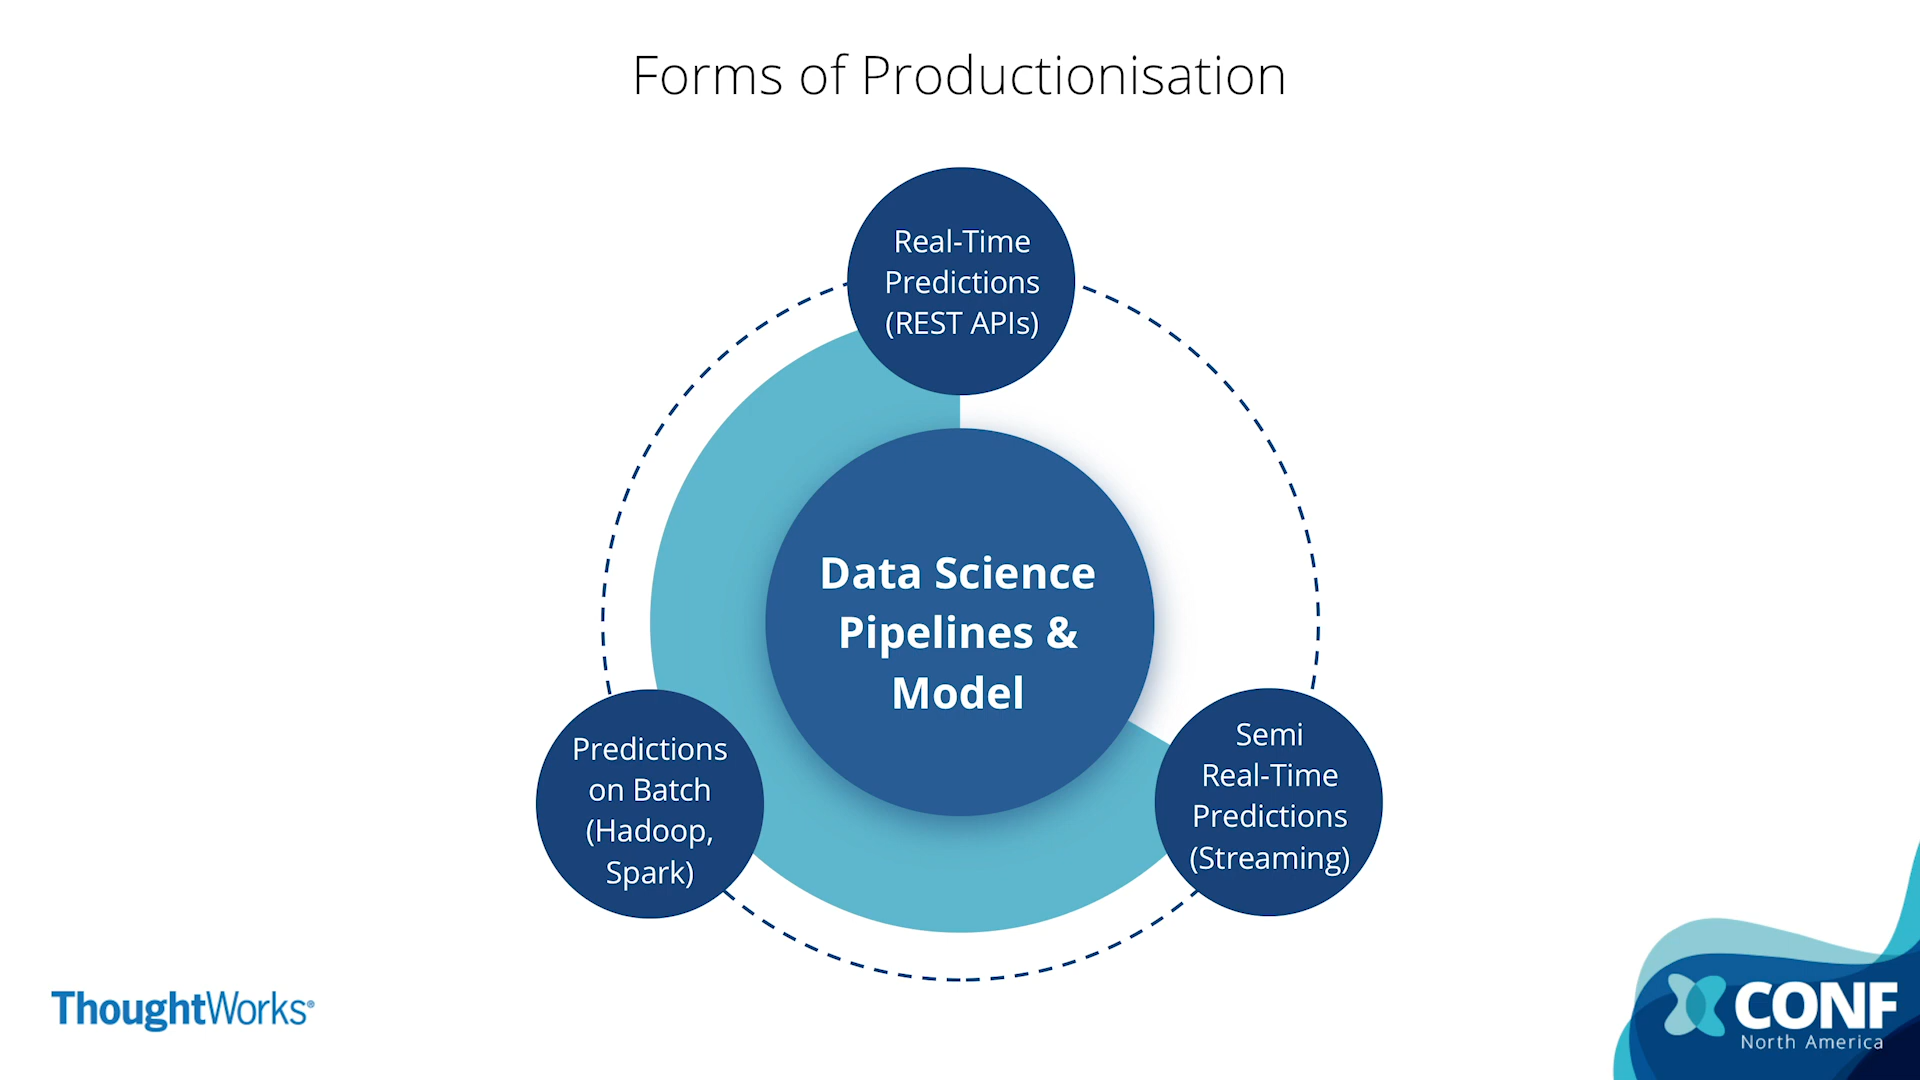 Forms of Productionisation
Real-Time
Predictions
(REST APIs)
Data Science
Pipelines &
Model
Predictions
on Batch
(Hadoop,
Spark)
Semi
Real-Time
Predictions
(Streaming)
ThoughtWorks®
XCONF
North America